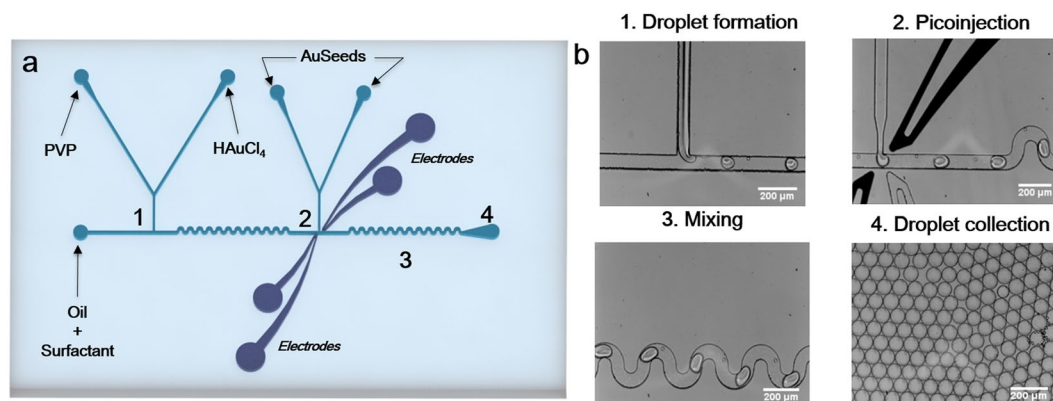 a
AuSeeds
PVP
HAuCl₄
Electrodes
1
2
3
4
Oil
+
Surfactant
Electrodes
b
1. Droplet formation
200 µm
2. Picoinjection
200 µm
3. Mixing
200 µm
4. Droplet collection
200 µm